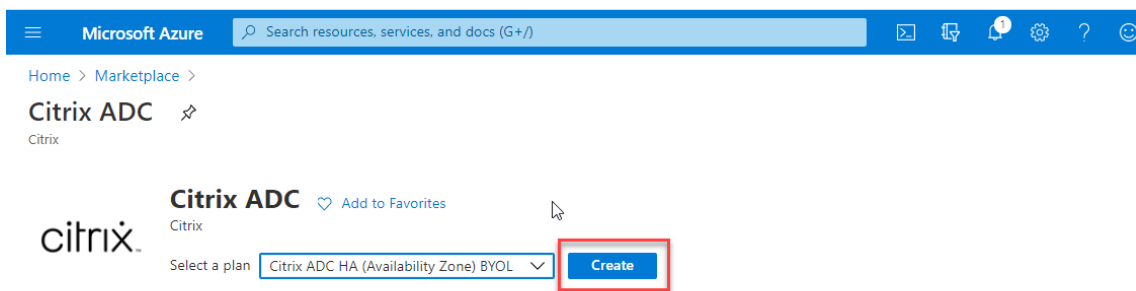 Microsoft Azure
Search resources, services, and docs (G+/)
1
Home > Marketplace >
Citrix ADC
Citrix
citrix
Citrix ADC
Add to Favorites
Citrix
Select a plan Citrix ADC HA (Availability Zone) BYOL Create